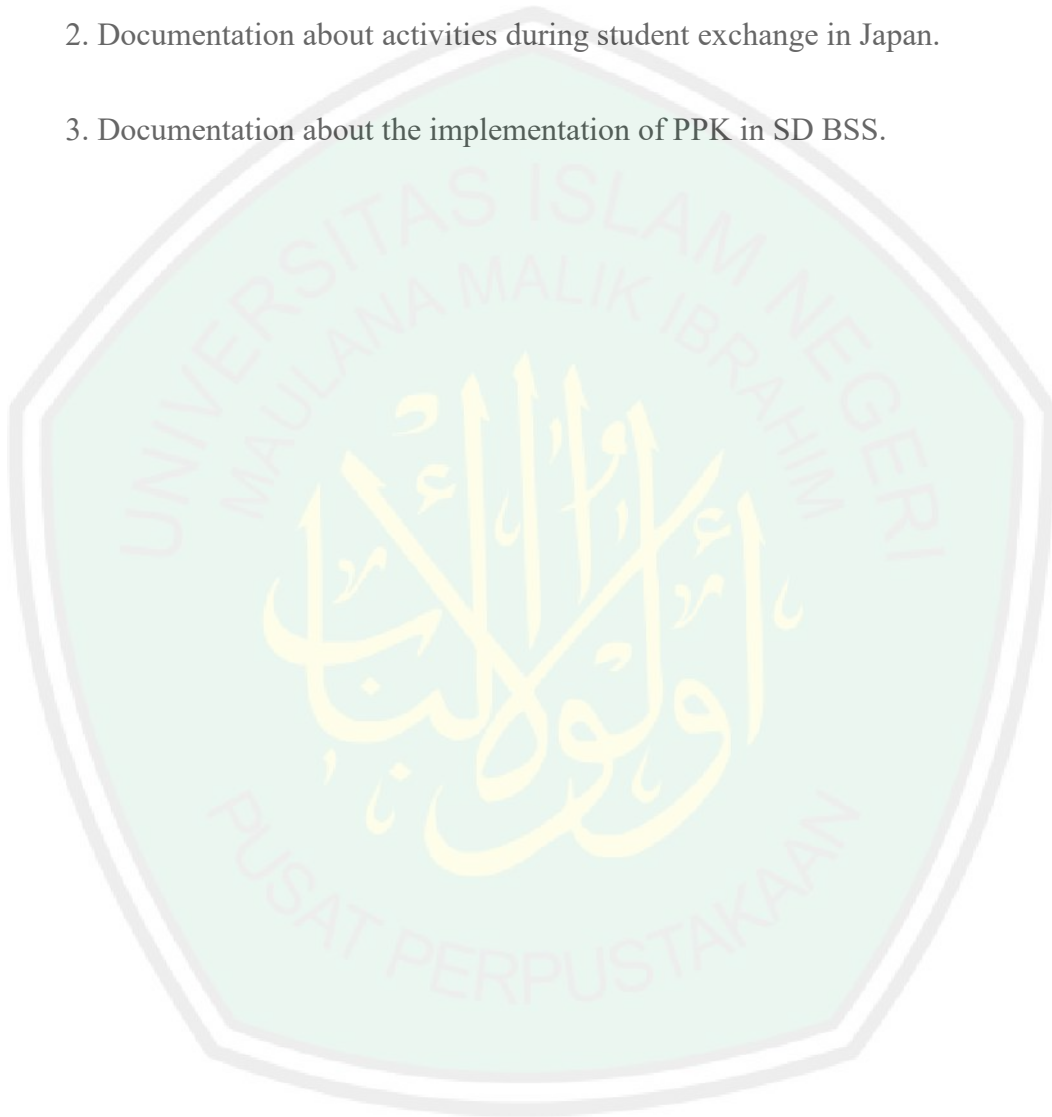 2. Documentation about activities during student exchange in Japan.
3. Documentation about the implementation of PPK in SD BSS.
UNIVERSITAS ISLAM NEGERI
MAULANA MALIK IBRAHIM
أولوا الألباب
PUSAT PERPUSTAKAAN